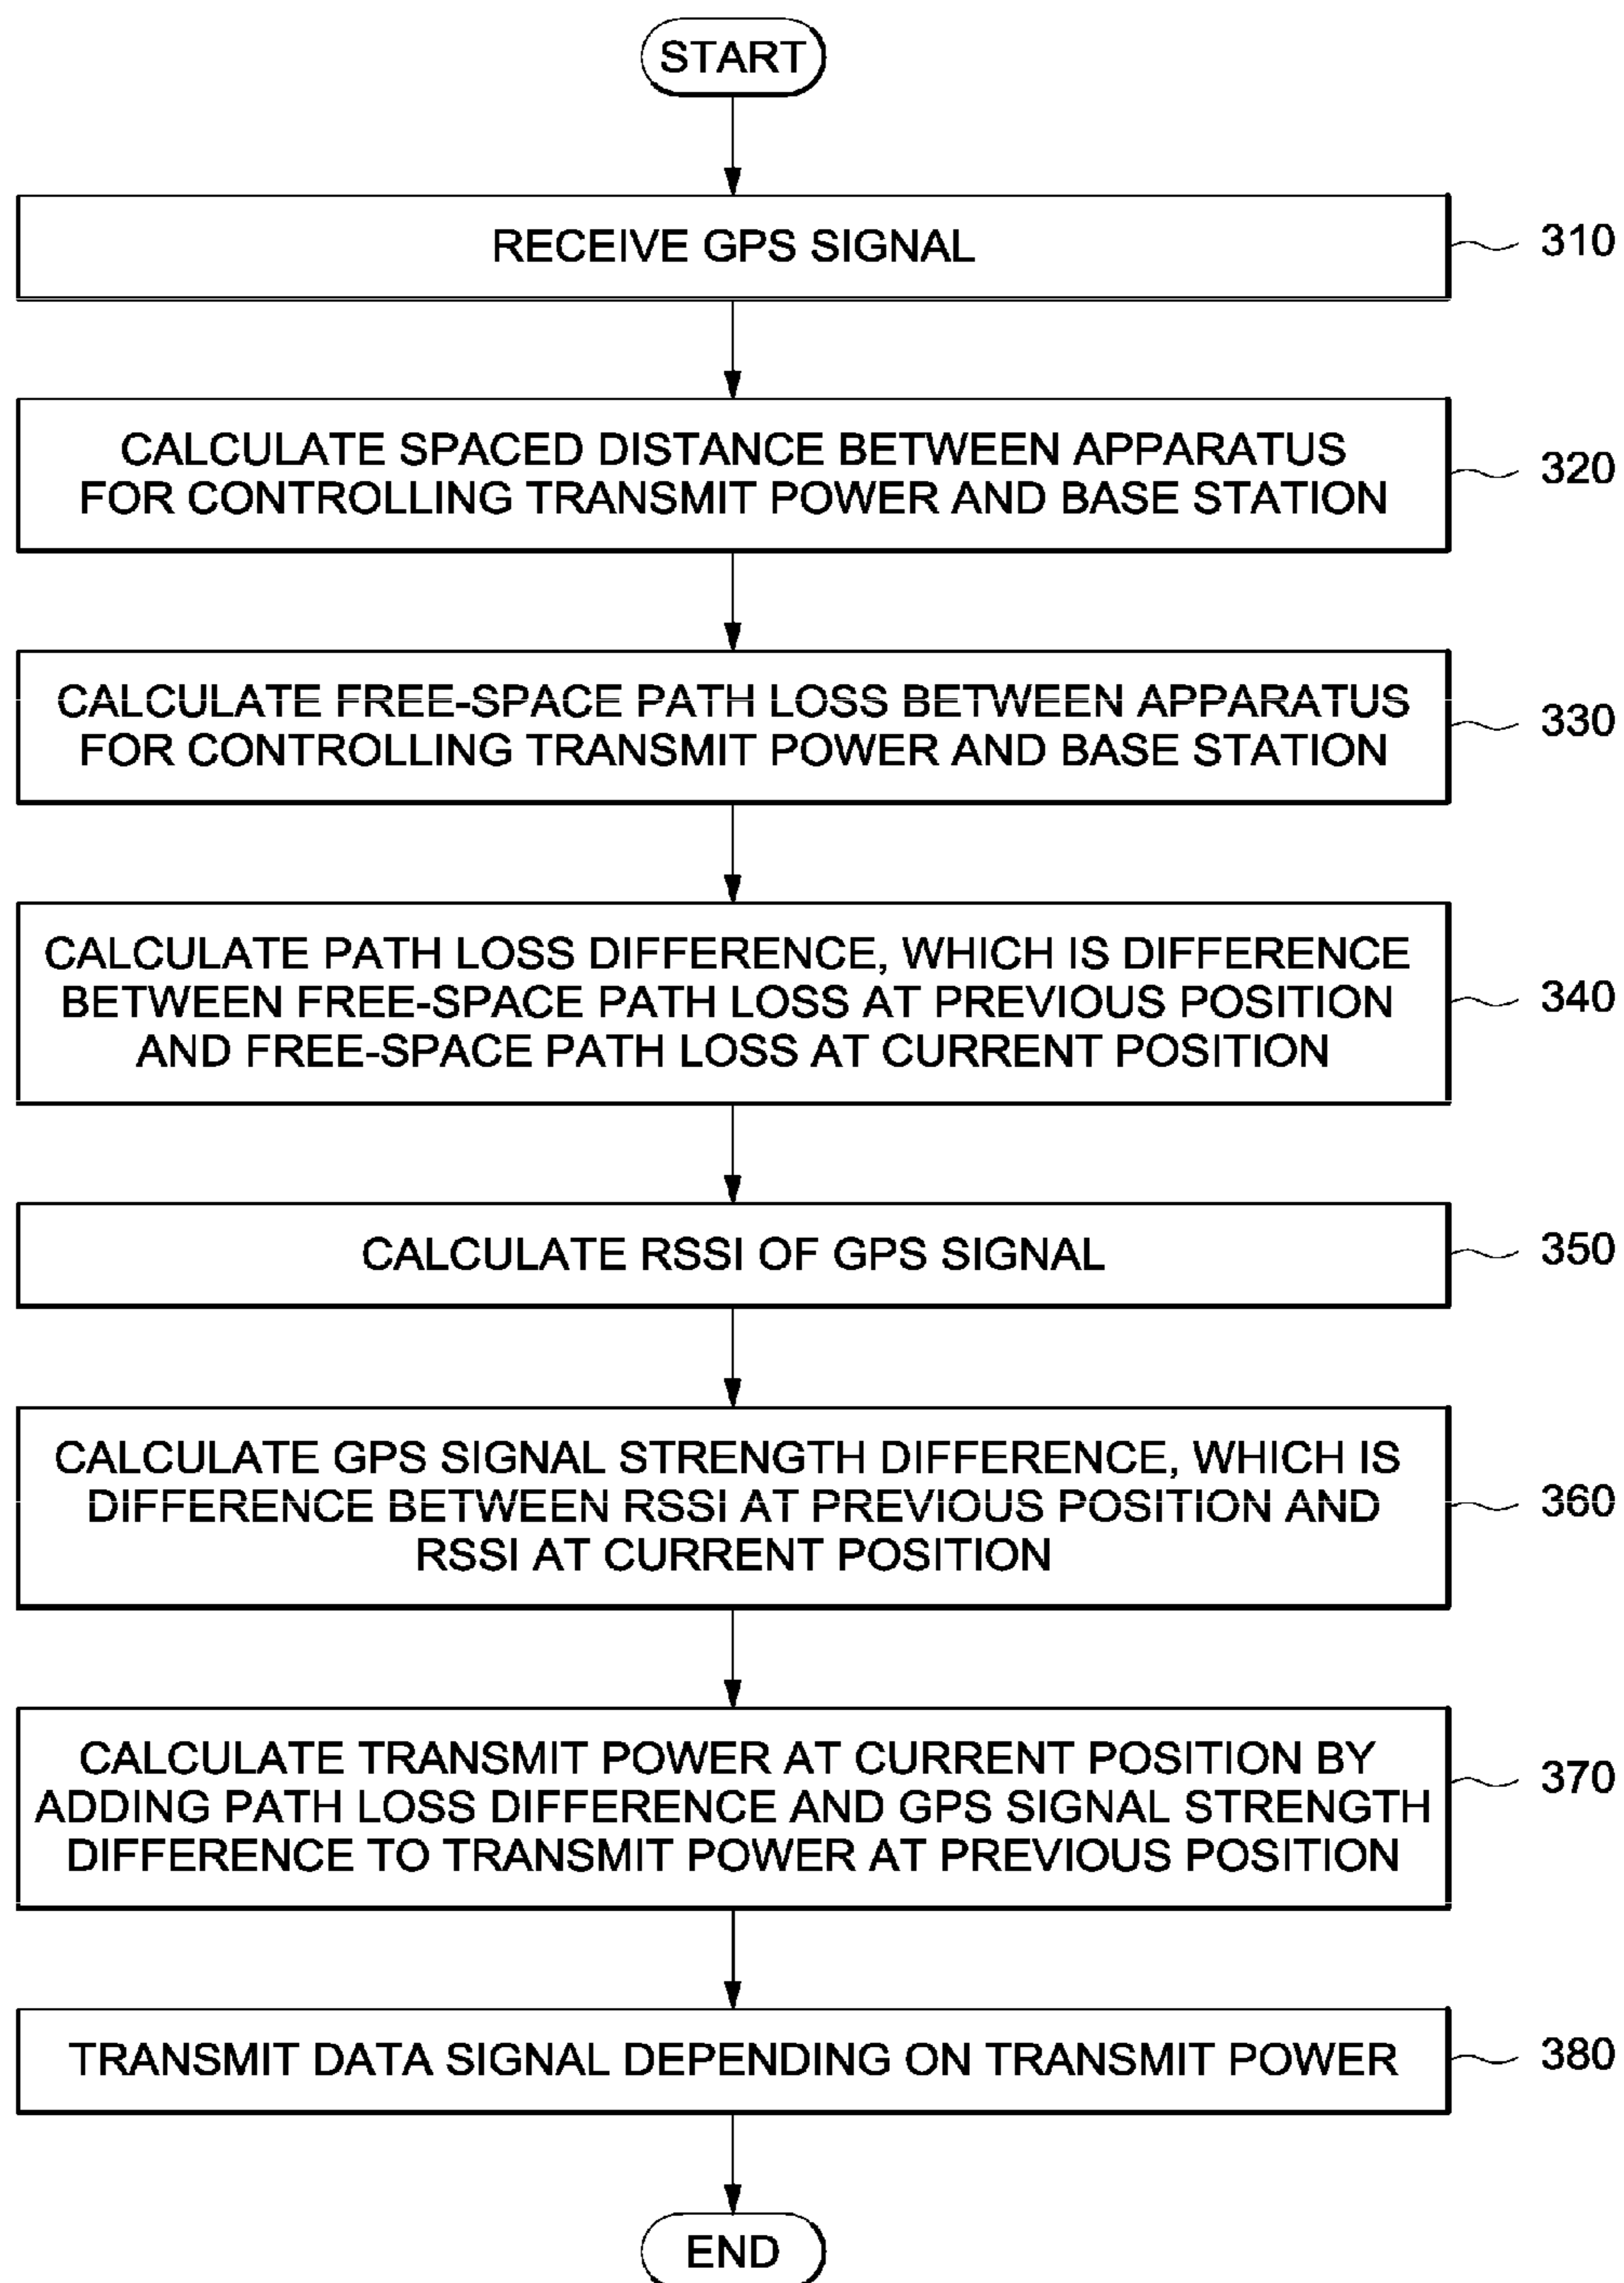 START
RECEIVE GPS SIGNAL
310
CALCULATE SPACED DISTANCE BETWEEN APPARATUS
FOR CONTROLLING TRANSMIT POWER AND BASE STATION
320
CALCULATE FREE-SPACE PATH LOSS BETWEEN APPARATUS
FOR CONTROLLING TRANSMIT POWER AND BASE STATION
330
CALCULATE PATH LOSS DIFFERENCE, WHICH IS DIFFERENCE
BETWEEN FREE-SPACE PATH LOSS AT PREVIOUS POSITION
AND FREE-SPACE PATH LOSS AT CURRENT POSITION
340
CALCULATE RSSI OF GPS SIGNAL
350
CALCULATE GPS SIGNAL STRENGTH DIFFERENCE, WHICH IS
DIFFERENCE BETWEEN RSSI AT PREVIOUS POSITION AND
RSSI AT CURRENT POSITION
360
CALCULATE TRANSMIT POWER AT CURRENT POSITION BY
ADDING PATH LOSS DIFFERENCE AND GPS SIGNAL STRENGTH
DIFFERENCE TO TRANSMIT POWER AT PREVIOUS POSITION
370
TRANSMIT DATA SIGNAL DEPENDING ON TRANSMIT POWER
380
END